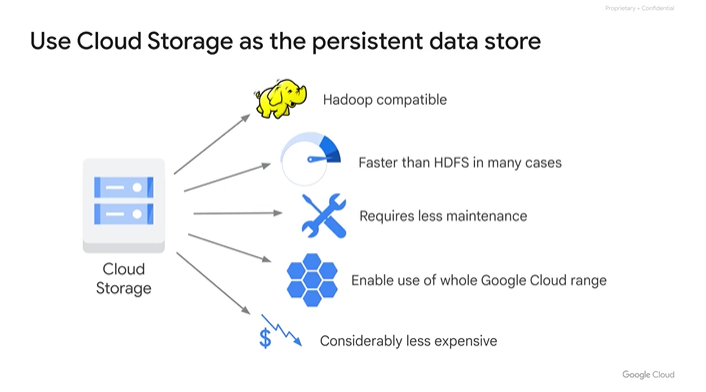 Proprietary + Confidential
Use Cloud Storage as the persistent data store
Hadoop compatible
Faster than HDFS in many cases
Requires less maintenance
Cloud
Storage
Enable use of whole Google Cloud range
$
Considerably less expensive
Google Cloud